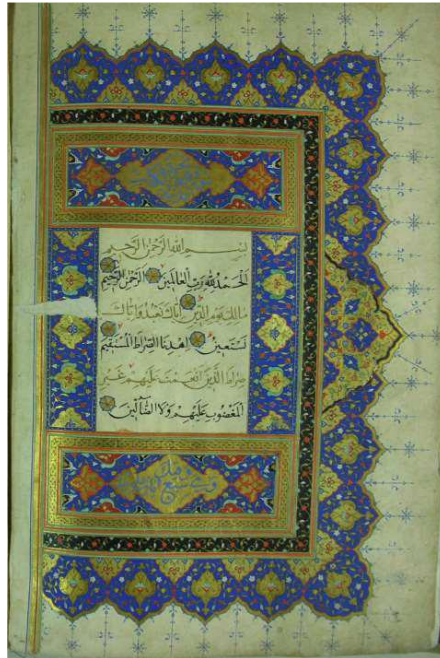 بسم الله الرحمن الرحيم
الحمد لله رب العالمين الرحمن الرحيم
مالك يوم الدين اياك نعبد واياك
نستعين اهدنا الصراط المستقيم
صراط الذين انعمت عليهم غير
المغضوب عليهم ولا الضالين